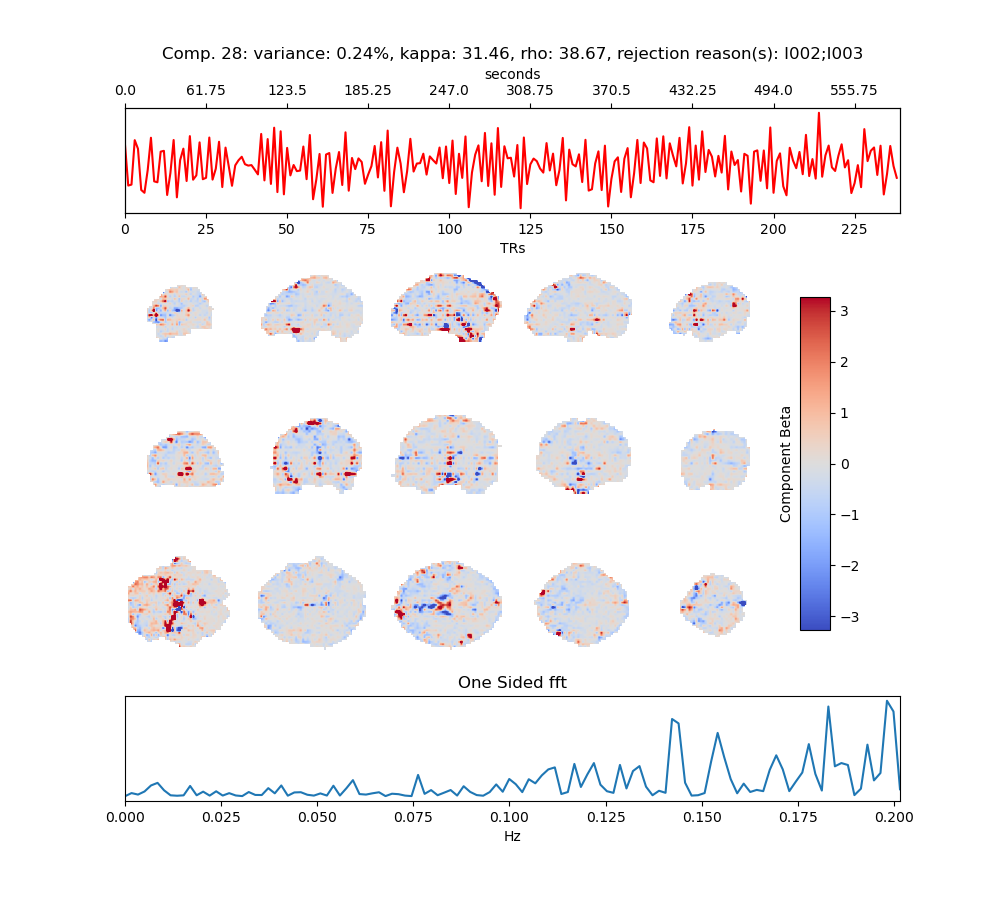 Comp. 28: variance: 0.24%, kappa: 31.46, rho: 38.67, rejection reason(s): I002;I003
seconds
0.0 61.75 123.5 185.25 247.0 308.75 370.5 432.25 494.0 555.75
0 25 50 75 100 125 150 175 200 225
TRs
3
2
1
0
−1
−2
−3
Component Beta
One Sided fft
0.000 0.025 0.050 0.075 0.100 0.125 0.150 0.175 0.200
Hz